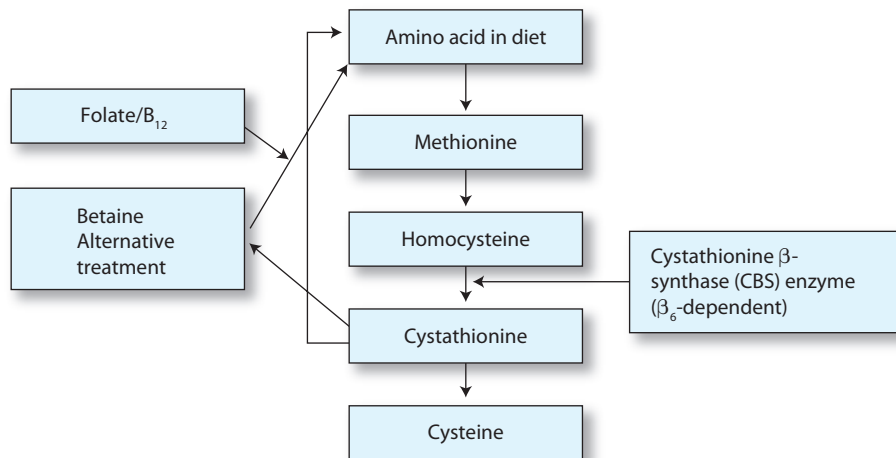 Amino acid in diet
Folate/B₁₂
Methionine
Betaine
Alternative
treatment
Homocysteine
Cystathionine β-
synthase (CBS) enzyme
(β₆-dependent)
Cystathionine
Cysteine